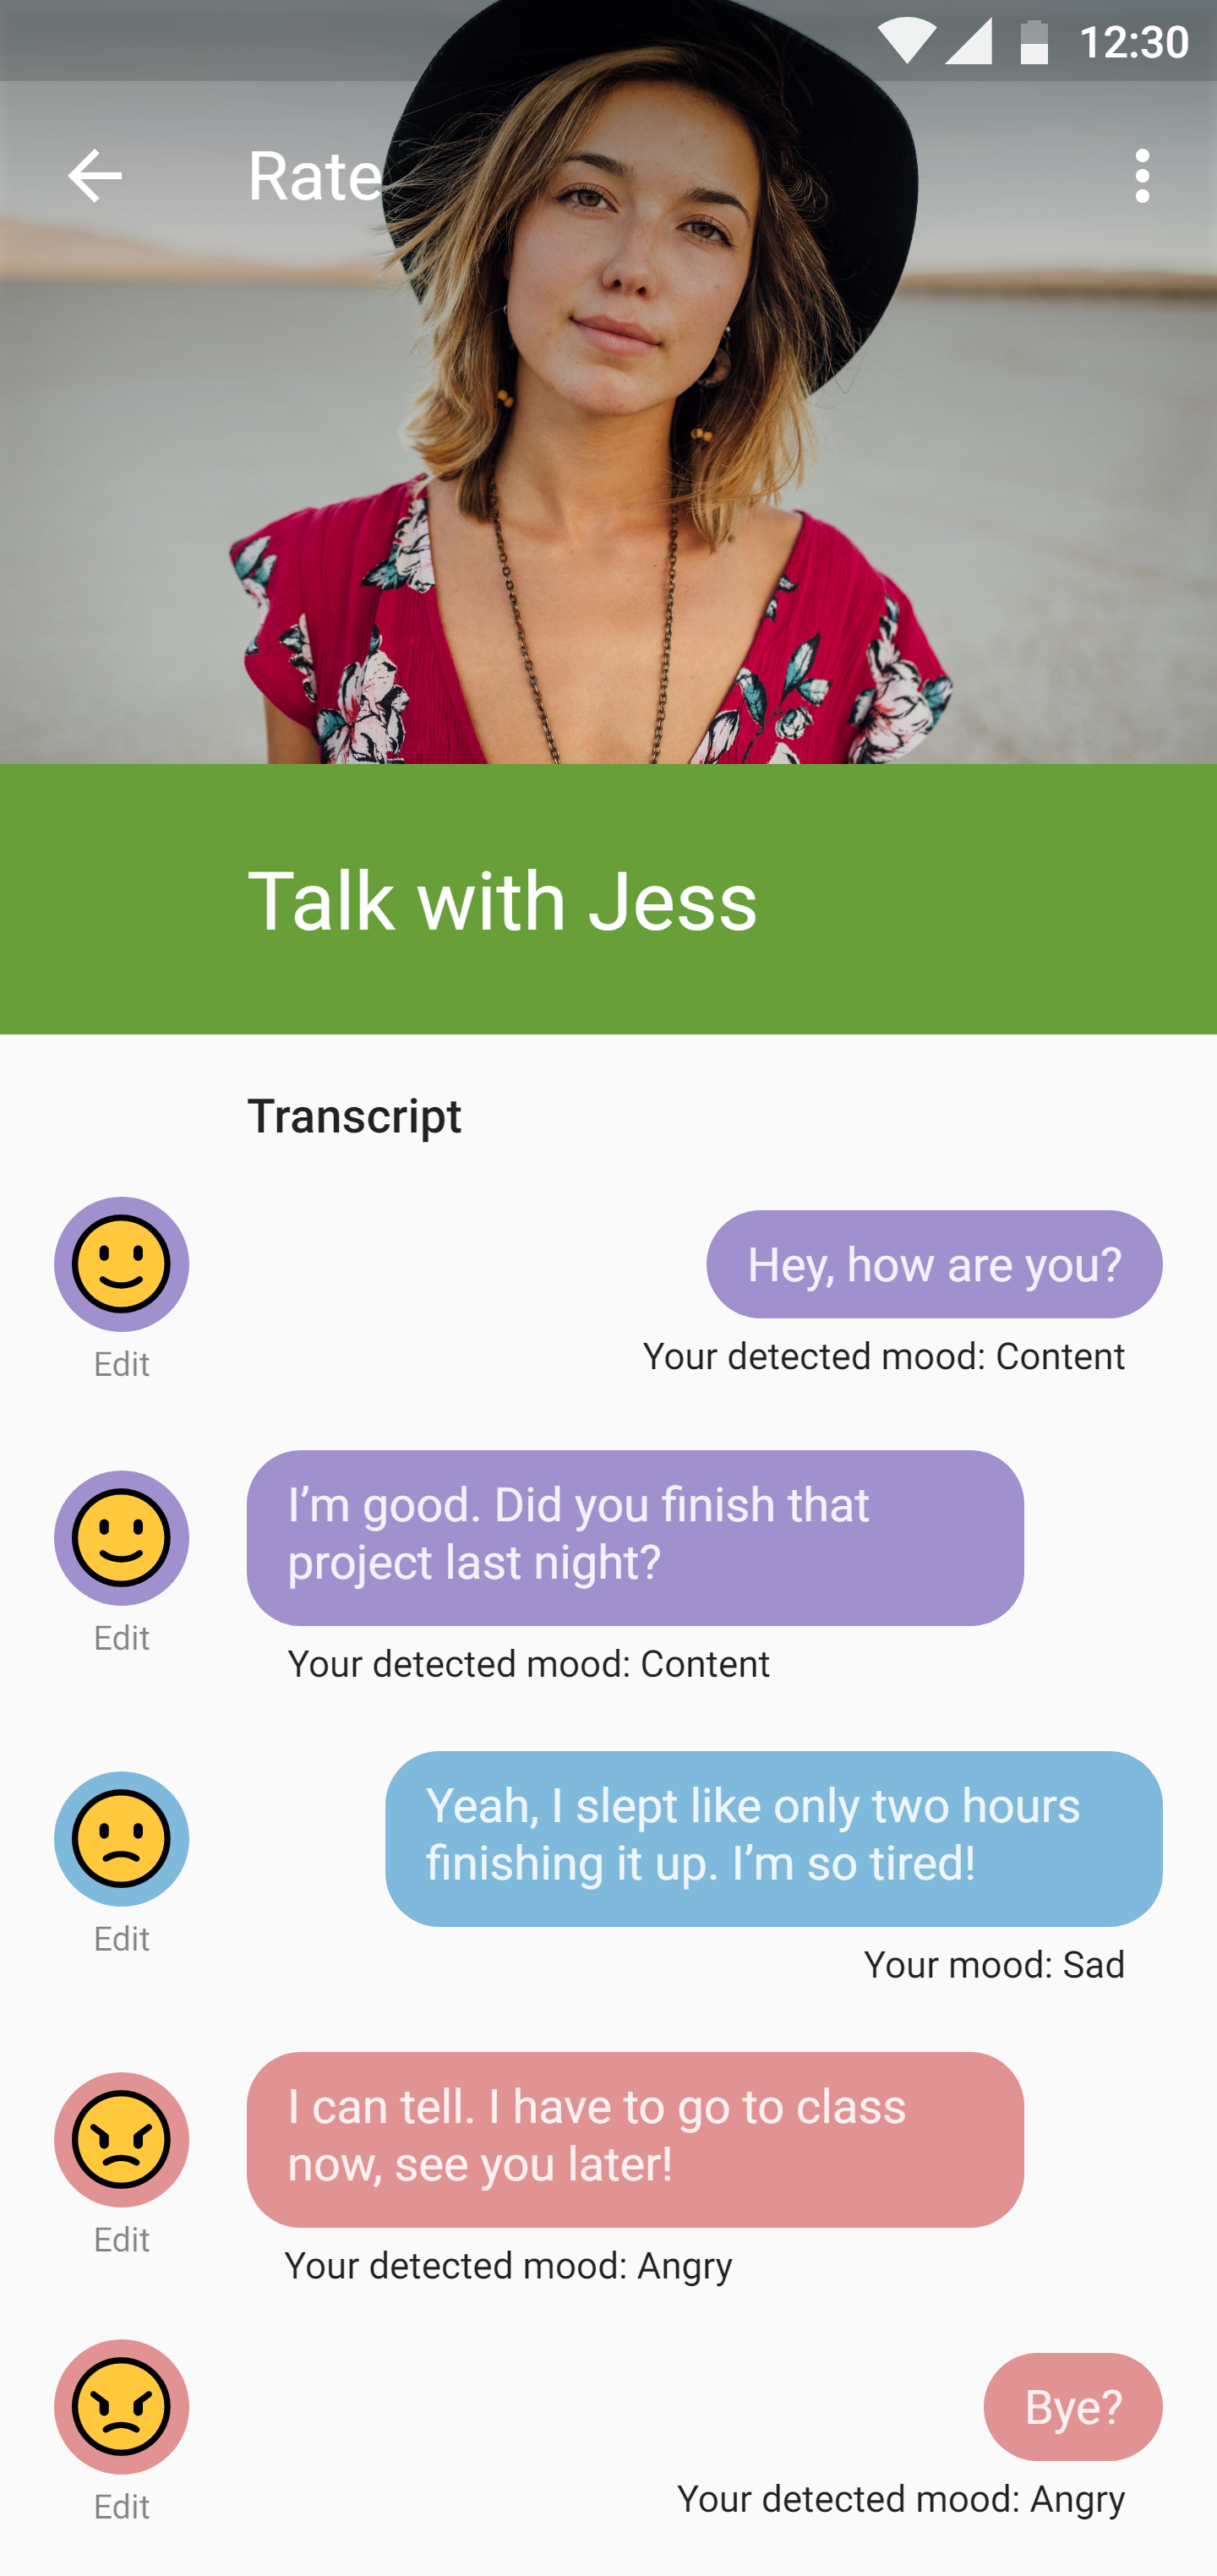 12:30
Rate
Talk with Jess
Transcript
Hey, how are you?
Edit
Your detected mood: Content
I’m good. Did you finish that
project last night?
Edit
Your detected mood: Content
Yeah, I slept like only two hours
finishing it up. I’m so tired!
Edit
Your mood: Sad
I can tell. I have to go to class
now, see you later!
Edit
Your detected mood: Angry
Bye?
Edit
Your detected mood: Angry